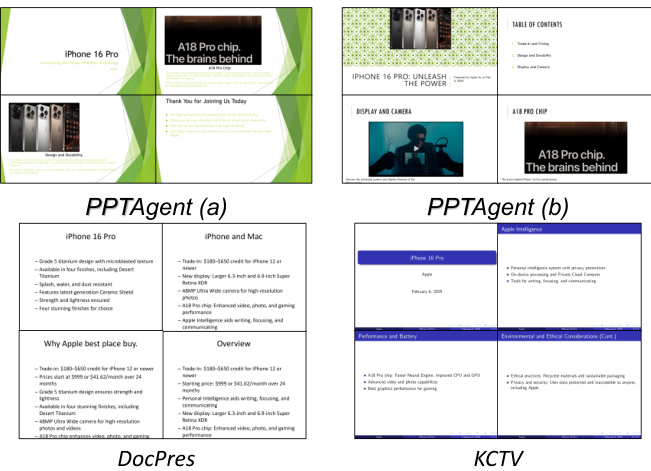 iPhone 16 Pro
A18 Pro chip.
The brains behind
A18 Pro Chip
Design and Durability
Thank You for Joining Us Today
IPHONE 16 PRO: UNLEASH
THE POWER
TABLE OF CONTENTS
Design and Durability
Display and Camera
DISPLAY AND CAMERA
A18 PRO CHIP
A18 Pro chip.
The brains behind
PPTAgent (a)
PPTAgent (b)
iPhone 16 Pro
– Grade 5 titanium design with microblasted texture
– Available in four finishes, including Desert
Titanium
– Splash, water, and dust resistant
– Features latest-generation Ceramic Shield
– Strength and lightness ensured
– Four stunning finishes for choice
iPhone and Mac
– Trade-In: $180–$650 credit for iPhone 12 or
newer
– New display: Larger 6.3-inch and 6.9-inch Super
Retina XDR
– 48MP Ultra Wide camera for high-resolution
photos
– A18 Pro chip: Enhanced video, photo, and gaming
performance
– Apple Intelligence aids writing, focusing, and
communicating
Why Apple best place buy.
– Trade-In: $180–$650 credit for iPhone 12 or newer
– Prices start at $999 or $41.62/month over 24
months
– Grade 5 titanium design ensures strength and
lightness
– Available in four stunning finishes, including
Desert Titanium
– 48MP Ultra Wide camera for high-resolution
photos and videos
– A18 Pro chip enhances video, photo, and gaming
Overview
– Trade-In: $180–$650 credit for iPhone 12 or newer
– Starting price: $999 or $41.62/month over 24
months
– Personal Intelligence aids writing, focusing, and
communicating
– New display: Larger 6.3-inch and 6.9-inch Super
Retina XDR
– A18 Pro chip: Enhanced video, photo, and gaming
performance
iPhone 16 Pro
Apple
February 6, 2025
Apple Intelligence
Personal intelligence system with privacy protections
On-device processing and Private Cloud Compute
Tools for writing, focusing, and communicating
Performance and Battery
A18 Pro chip: Faster Neural Engine, improved CPU and GPU
Advanced video and photo capabilities
Best graphics performance for gaming
Environmental and Ethical Considerations (Cont.)
Ethical practices: Recycled materials and sustainable packaging
Privacy and security: User data protected and inaccessible to anyone,
including Apple
DocPres
KCTV